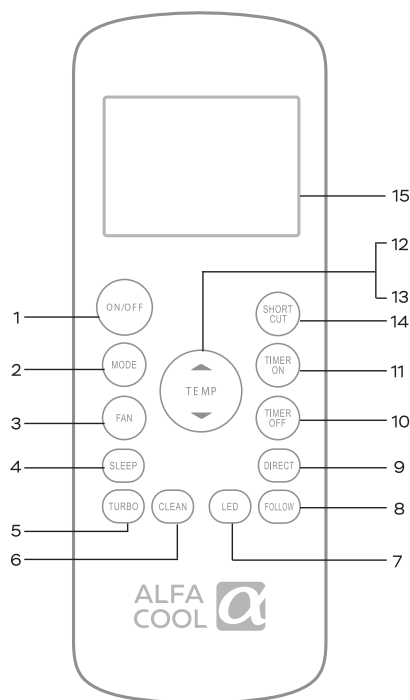 15
12
13
ON/OFF
SHORT
CUT
1
14
MODE
TIMER
ON
2
TEMP
11
FAN
TIMER
OFF
3
10
SLEEP
DIRECT
4
9
TURBO
CLEAN
LED
FOLLOW
8
5
6
7
ALFA
COOL
α